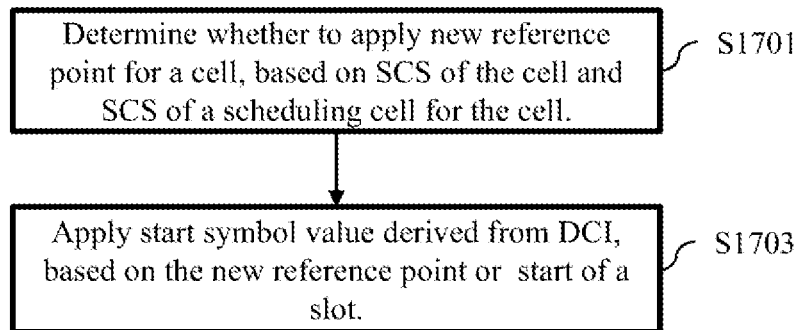 Determine whether to apply new reference
point for a cell, based on SCS of the cell and
SCS of a scheduling cell for the cell.
S1701
Apply start symbol value derived from DCI,
based on the new reference point or start of a
slot.
S1703